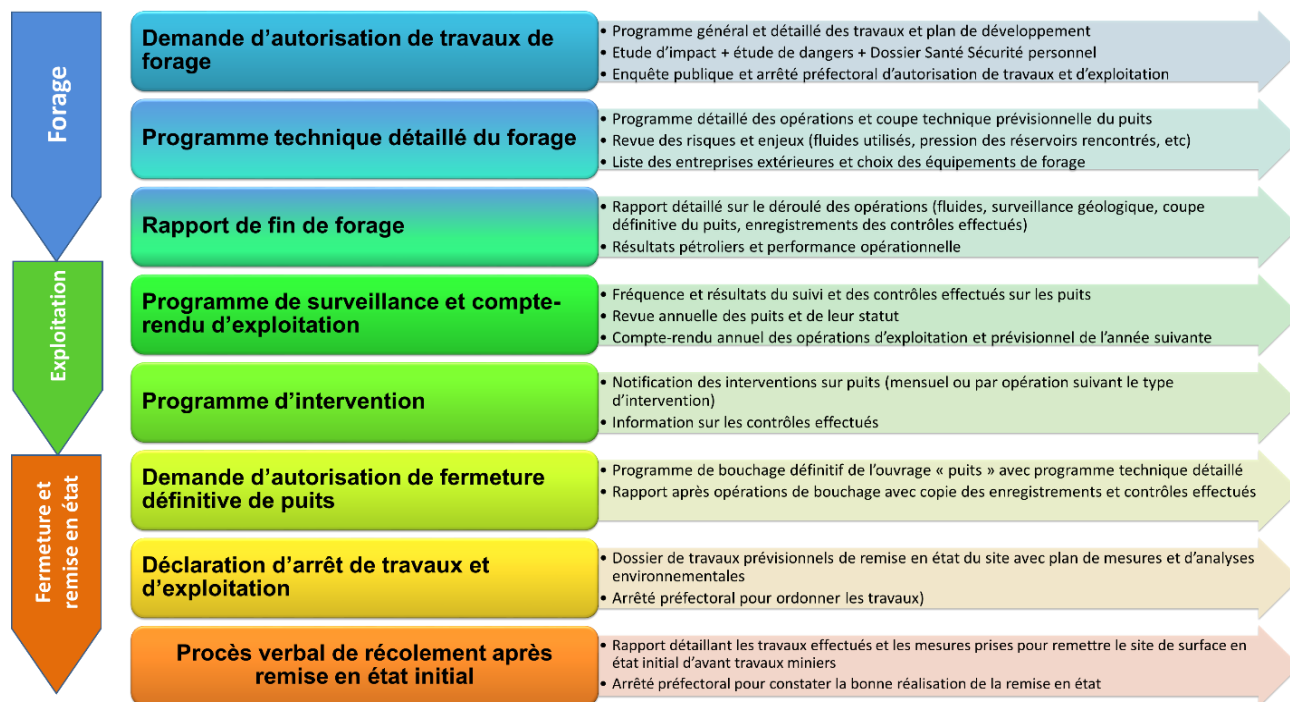 Forage
Demande d'autorisation de travaux de
forage
• Programme général et détaillé des travaux et plan de développement
• Etude d'impact + étude de dangers + Dossier Santé Sécurité personnel
• Enquête publique et arrêté préfectoral d'autorisation de travaux et d'exploitation
Programme technique détaillé du forage
• Programme détaillé des opérations et coupe technique prévisionnelle du puits
• Revue des risques et enjeux (fluides utilisés, pression des réservoirs rencontrés, etc)
• Liste des entreprises extérieures et choix des équipements de forage
Rapport de fin de forage
• Rapport détaillé sur le déroulé des opérations (fluides, surveillance géologique, coupe
définitive du puits, enregistrements des contrôles effectués)
• Résultats pétroliers et performance opérationnelle
Exploitation
Programme de surveillance et compte-
rendu d'exploitation
• Fréquence et résultats du suivi et des contrôles effectués sur les puits
• Revue annuelle des puits et de leur statut
• Compte-rendu annuel des opérations d'exploitation et prévisionnel de l'année suivante
Programme d'intervention
• Notification des interventions sur puits (mensuel ou par opération suivant le type
d'intervention)
• Information sur les contrôles effectués
Fermeture et
remise en état
Demande d'autorisation de fermeture
définitive de puits
• Programme de bouchage définitif de l'ouvrage « puits » avec programme technique détaillé
• Rapport après opérations de bouchage avec copie des enregistrements et contrôles effectués
Déclaration d'arrêt de travaux et
d'exploitation
• Dossier de travaux prévisionnels de remise en état du site avec plan de mesures et d'analyses
environnementales
• Arrêté préfectoral pour ordonner les travaux)
Procès verbal de récolement après
remise en état initial
• Rapport détaillant les travaux effectués et les mesures prises pour remettre le site de surface en
état initial d'avant travaux miniers
• Arrêté préfectoral pour constater la bonne réalisation de la remise en état